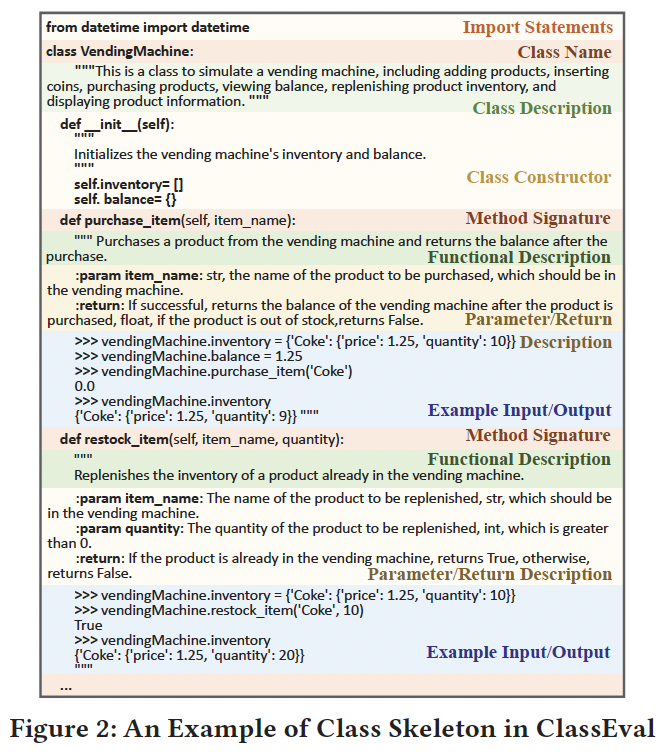 from datetime import datetime Import Statements
class VendingMachine: Class Name
"""This is a class to simulate a vending machine, including adding products, inserting
coins, purchasing products, viewing balance, replenishing product inventory, and
displaying product information. """ Class Description
def __init__(self):
"""
Initializes the vending machine's inventory and balance.
"""
Class Constructor
self.inventory= []
self. balance= {}
def purchase_item(self, item_name): Method Signature
""" Purchases a product from the vending machine and returns the balance after the
purchase. Functional Description
:param item_name: str, the name of the product to be purchased, which should be in
the vending machine.
:return: If successful, returns the balance of the vending machine after the product is
purchased, float, if the product is out of stock,returns False. Parameter/Return
>>> vendingMachine.inventory = {'Coke': {'price': 1.25, 'quantity': 10}} Description
>>> vendingMachine.balance = 1.25
>>> vendingMachine.purchase_item('Coke')
0.0
>>> vendingMachine.inventory
{'Coke': {'price': 1.25, 'quantity': 9}} """ Example Input/Output
def restock_item(self, item_name, quantity): Method Signature
""" Functional Description
Replenishes the inventory of a product already in the vending machine.
:param item_name: The name of the product to be replenished, str, which should be
in the vending machine.
:param quantity: The quantity of the product to be replenished, int, which is greater
than 0.
:return: If the product is already in the vending machine, returns True, otherwise,
returns False. Parameter/Return Description
>>> vendingMachine.inventory = {'Coke': {'price': 1.25, 'quantity': 10}}
>>> vendingMachine.restock_item('Coke', 10)
True
>>> vendingMachine.inventory
{'Coke': {'price': 1.25, 'quantity': 20}} Example Input/Output
"""
...
Figure 2: An Example of Class Skeleton in ClassEval